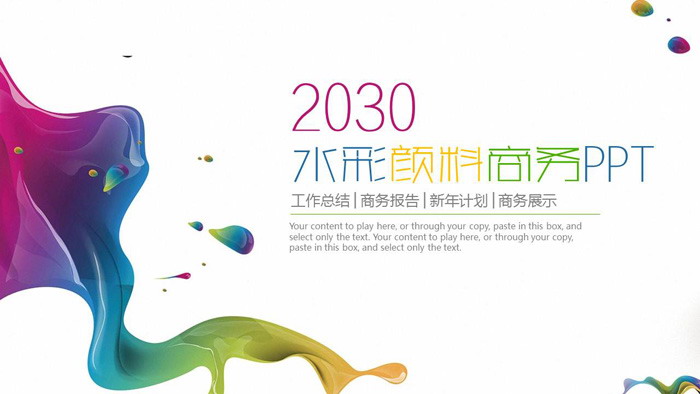 2030
水彩颜料商务PPT
工作总结|商务报告|新年计划|商务展示
Your content to play here, or through your copy, paste in this box, and
select only the text. Your content to play here, or through your copy,
paste in this box, and select only the text.